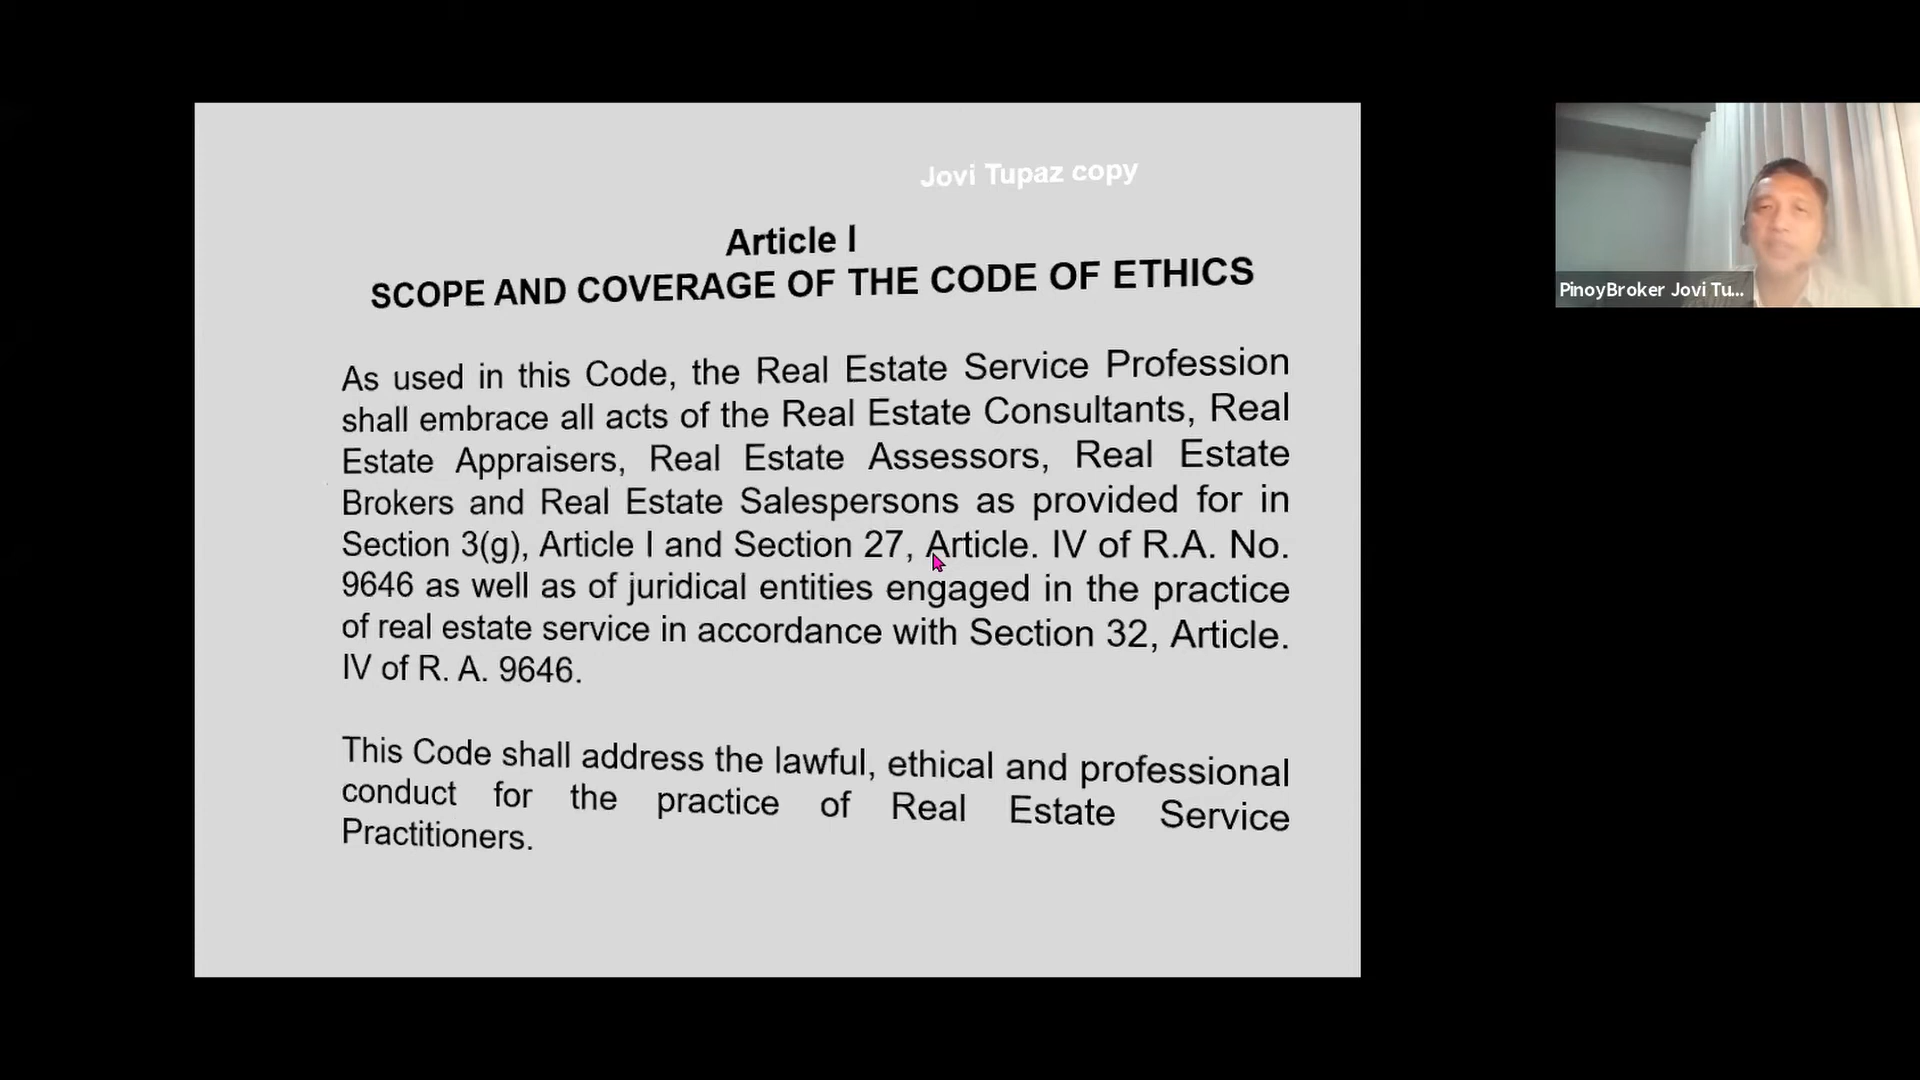 Jovi Tupaz copy
Article I
SCOPE AND COVERAGE OF THE CODE OF ETHICS
As used in this Code, the Real Estate Service Profession
shall embrace all acts of the Real Estate Consultants, Real
Estate Appraisers, Real Estate Assessors, Real Estate
Brokers and Real Estate Salespersons as provided for in
Section 3(g), Article I and Section 27, Article. IV of R.A. No.
9646 as well as of juridical entities engaged in the practice
of real estate service in accordance with Section 32, Article.
IV of R. A. 9646.
This Code shall address the lawful, ethical and professional
conduct for the practice of Real Estate Service
Practitioners.
PinoyBroker Jovi Tu...